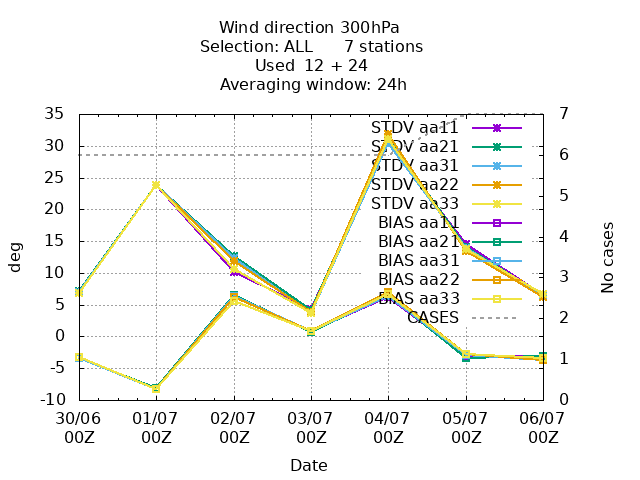 Wind direction 300hPa
Selection: ALL 7 stations
Used 12 + 24
Averaging window: 24h
35
30
25
20
15
10
5
0
-5
-10
deg
7
6
5
4
3
2
1
0
No cases
STDV aa11
STDV aa21
STDV aa31
STDV aa22
STDV aa33
BIAS aa11
BIAS aa21
BIAS aa31
BIAS aa22
BIAS aa33
CASES
30/06 01/07 02/07 03/07 04/07 05/07 06/07
00Z 00Z 00Z 00Z 00Z 00Z 00Z
Date